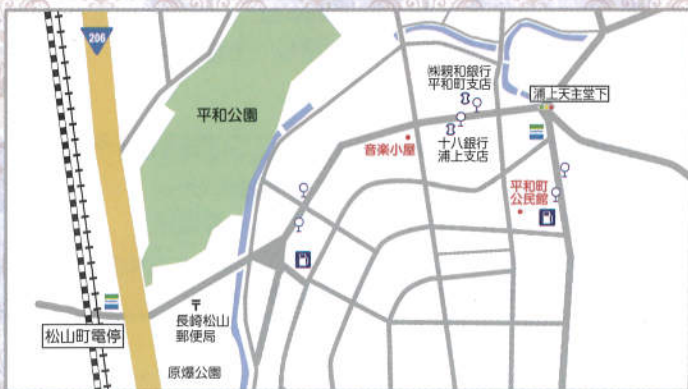 206
平和公園
㈱親和銀行
平和町支店
浦上天主堂下
音楽小屋
十八銀行
浦上支店
平和町
公民館
松山町電停
〒
長崎松山
郵便局
原爆公園